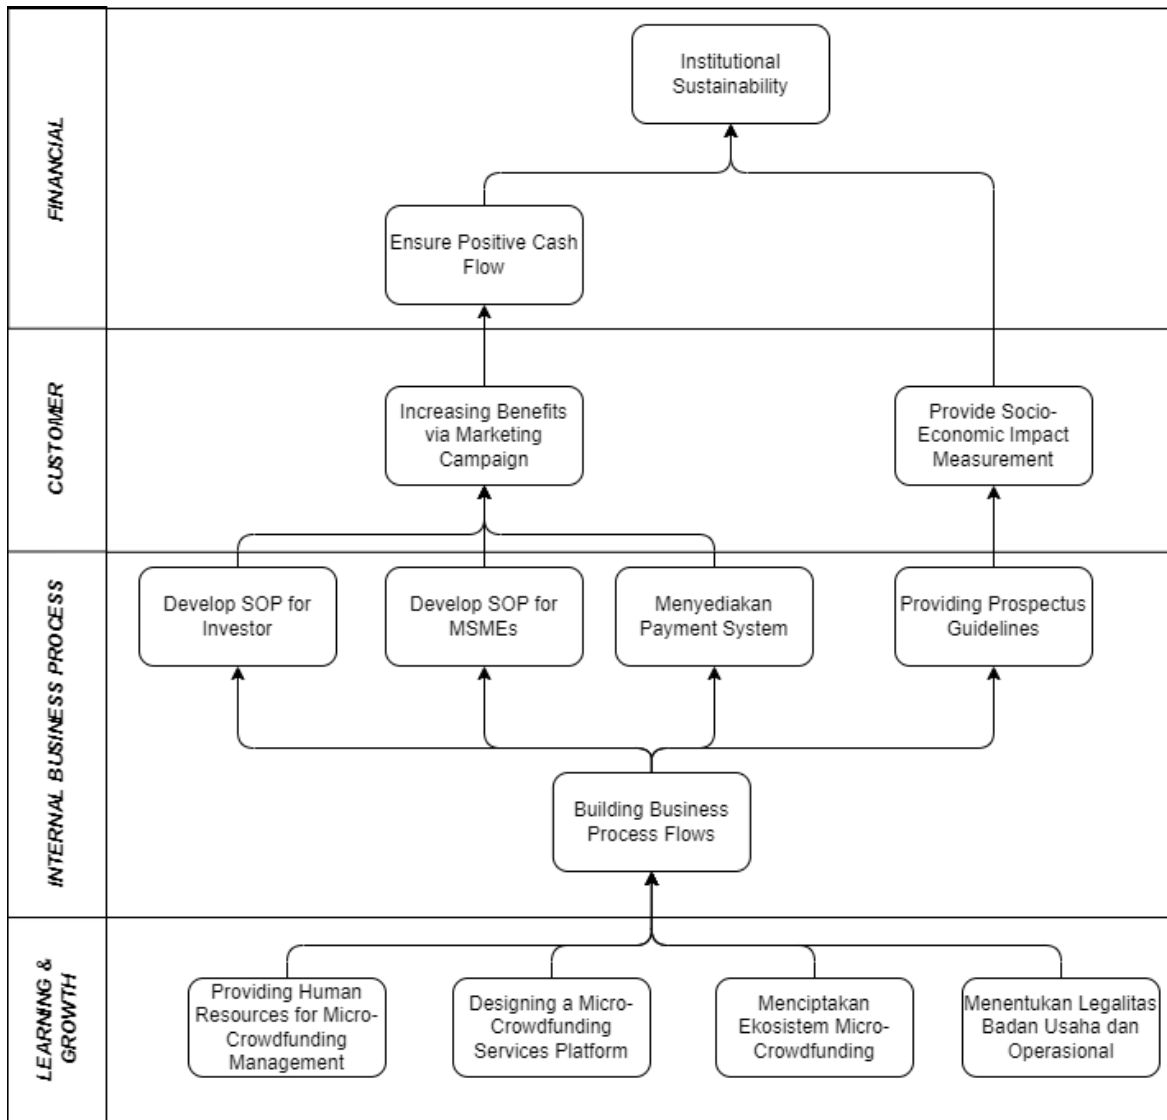 FINANCIAL
Institutional
Sustainability
Ensure Positive Cash
Flow
CUSTOMER
Increasing Benefits
via Marketing
Campaign
Provide Socio-
Economic Impact
Measurement
INTERNAL BUSINESS PROCESS
Develop SOP for
Investor
Develop SOP for
MSMEs
Menyediakan
Payment System
Providing Prospectus
Guidelines
Building Business
Process Flows
LEARNING &
GROWTH
Providing Human
Resources for Micro-
Crowdfunding
Management
Designing a Micro-
Crowdfunding
Services Platform
Menciptakan
Ekosistem Micro-
Crowdfunding
Menentukan Legalitas
Badan Usaha dan
Operasional